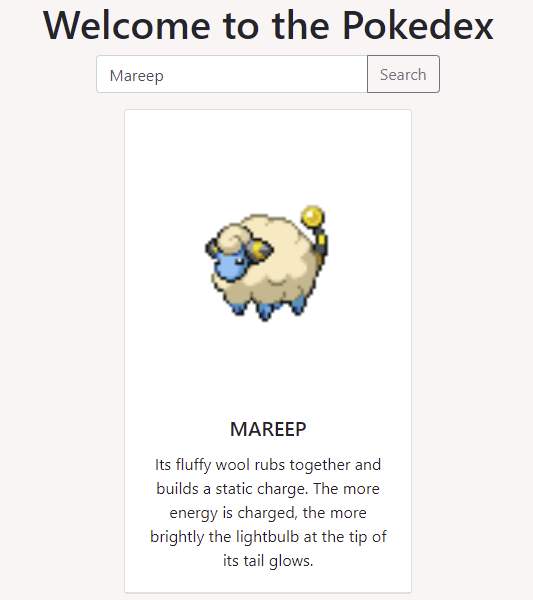 Welcome to the Pokedex
Mareep
Search
MAREEP
Its fluffy wool rubs together and
builds a static charge. The more
energy is charged, the more
brightly the lightbulb at the tip of
its tail glows.